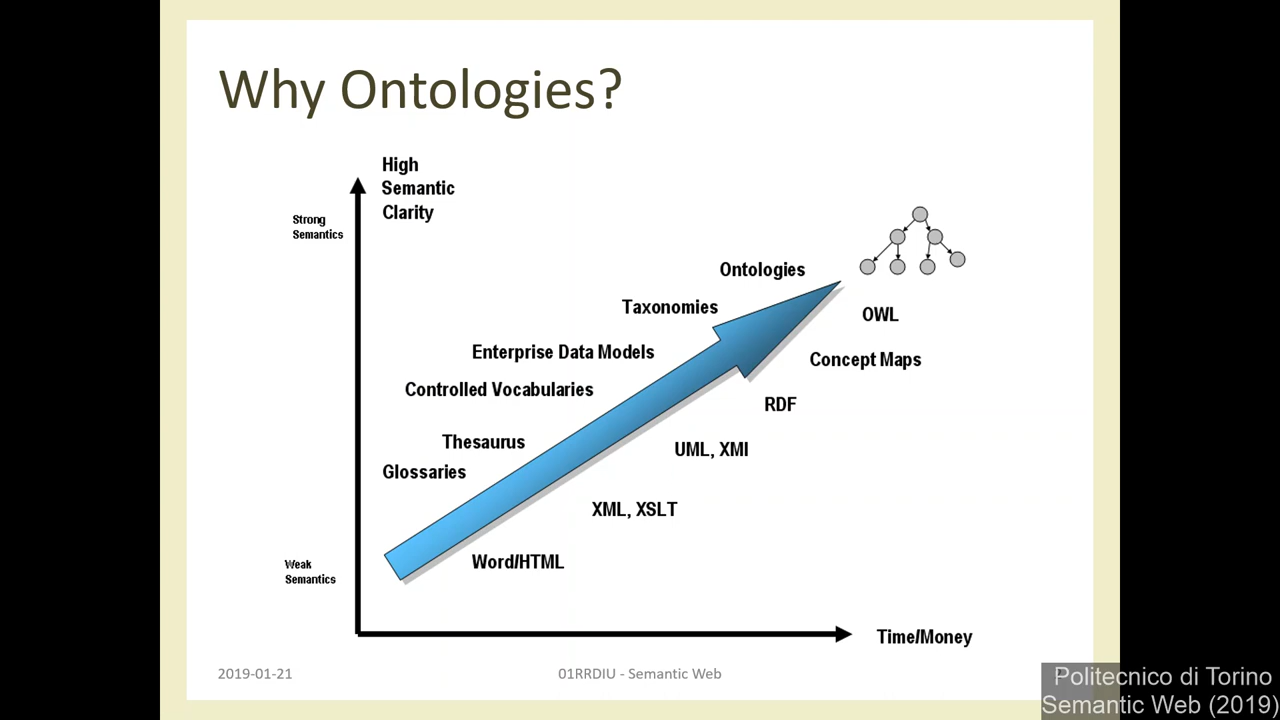 Why Ontologies?
High
Semantic
Clarity
Strong
Semantics
Ontologies
Taxonomies
OWL
Enterprise Data Models
Concept Maps
Controlled Vocabularies
RDF
Thesaurus
UML, XMI
Glossaries
XML, XSLT
Word/HTML
Weak
Semantics
Time/Money
2019-01-21
01RRDIU - Semantic Web
Politecnico di Torino
Semantic Web (2019)